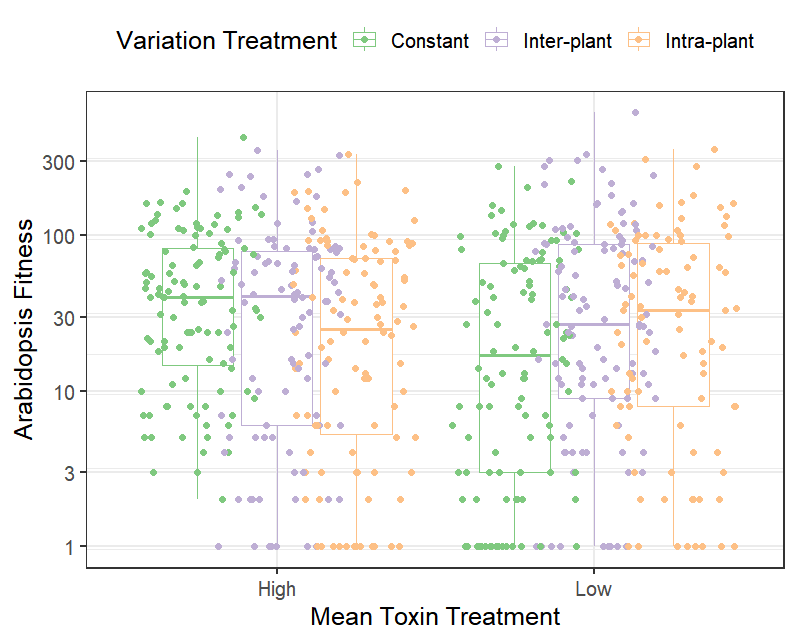 Variation Treatment Constant Inter-plant Intra-plant
Arabidopsis Fitness
300
100
30
10
3
1
High Low
Mean Toxin Treatment